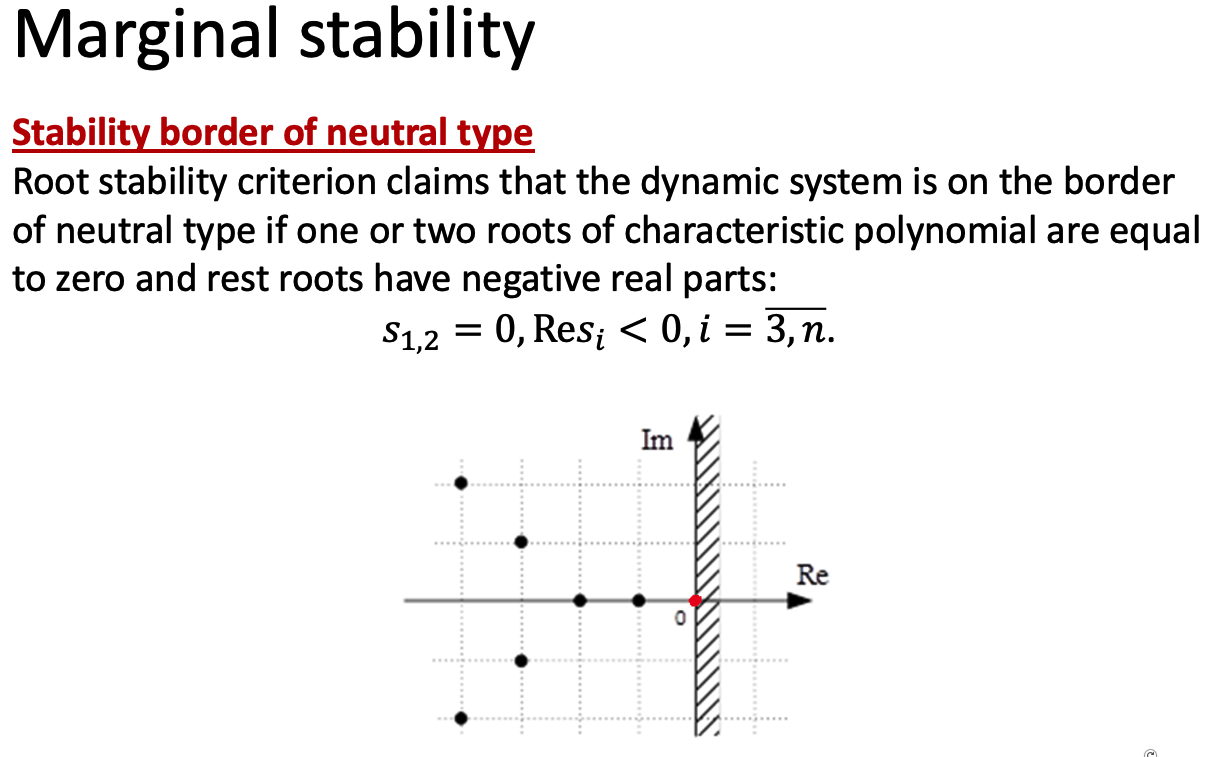 Marginal stability
Stability border of neutral type
Root stability criterion claims that the dynamic system is on the border
of neutral type if one or two roots of characteristic polynomial are equal
to zero and rest roots have negative real parts:
$s_{1,2} = 0, \mathrm{Re}s_i < 0, i = \overline{3, n}.$
Im
Re
0